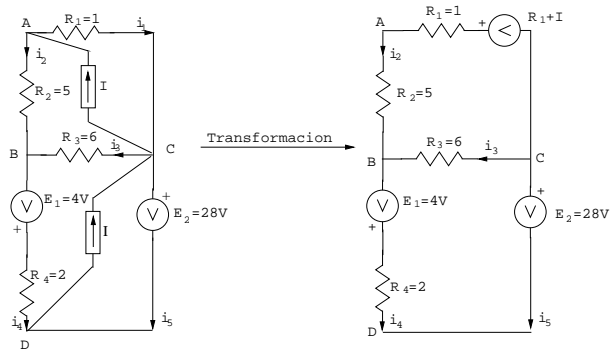 R1=1
A
i1
i2
I
R2=5
R3=6
B
i3
C
E1=4V
+
+
E2=28V
I
R4=2
i4
i5
D
Transformacion
A
R1=1
+
R1+I
i2
R2=5
R3=6
B
i3
C
E1=4V
+
+
E2=28V
R4=2
D
i4
i5